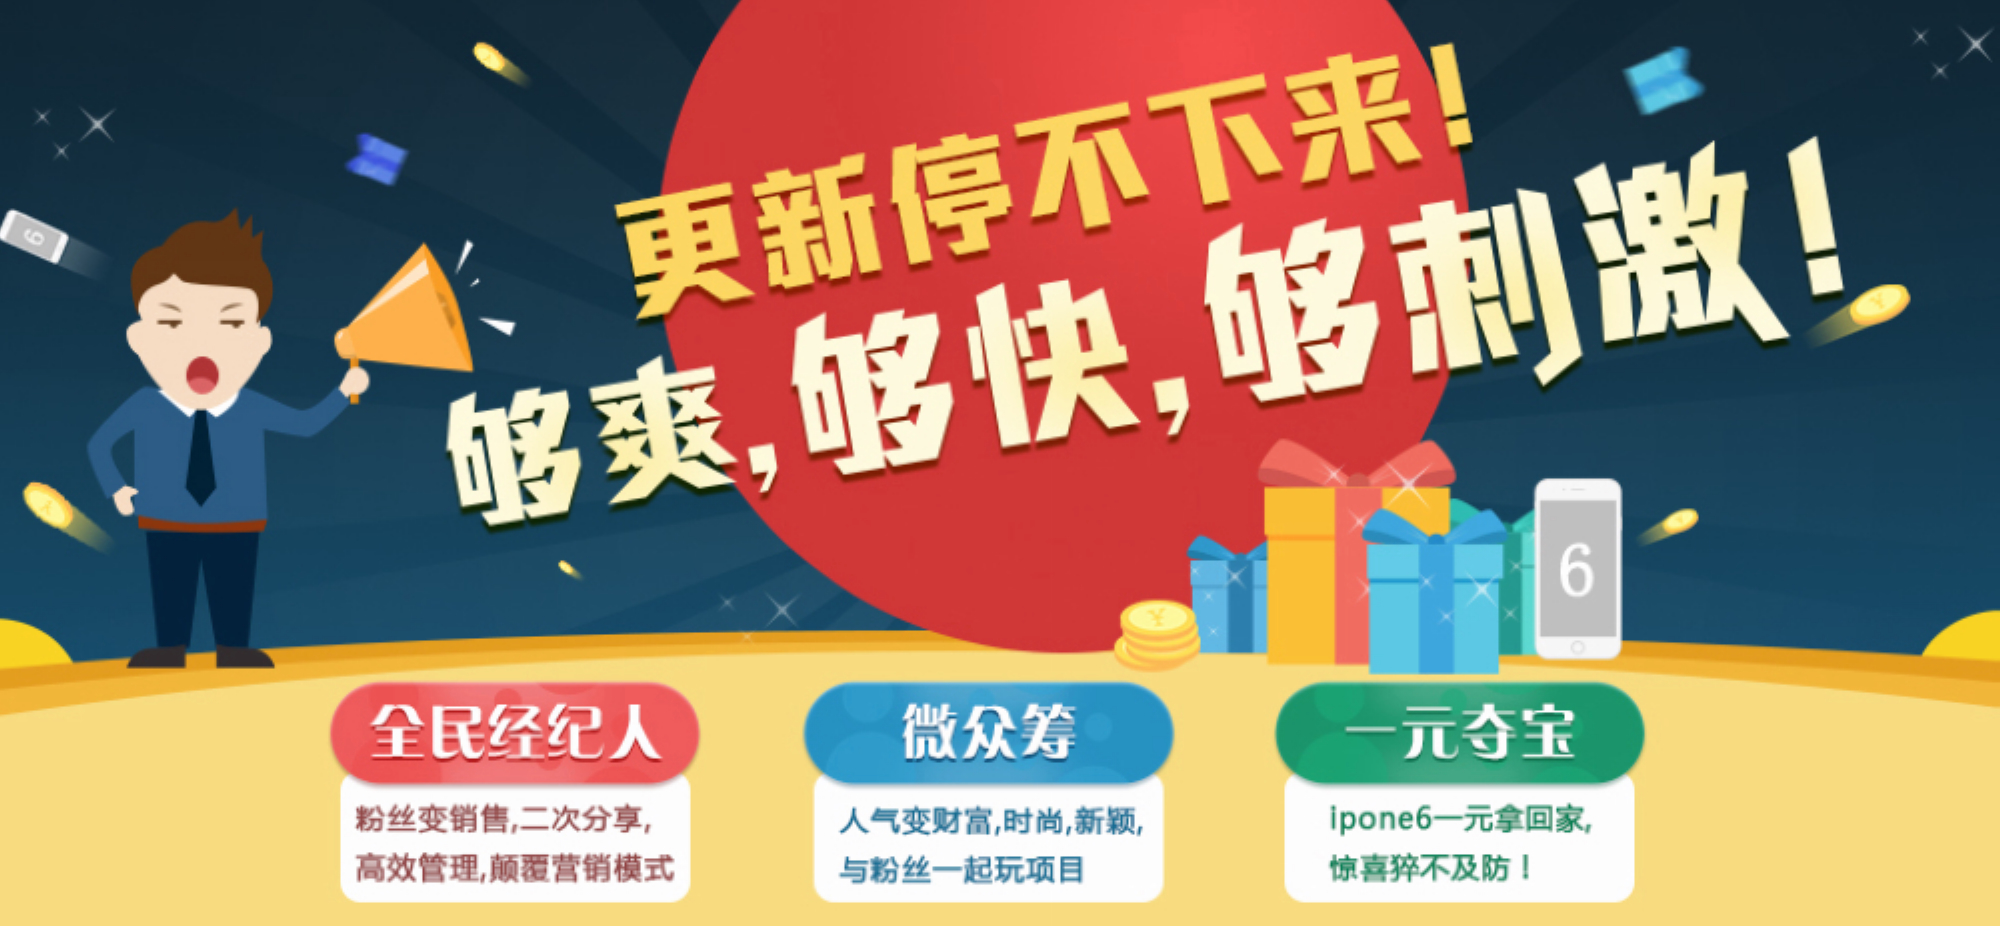 更新停不下来！
够爽,够快,够刺激！
6
6
全民经纪人
粉丝变销售,二次分享,
高效管理,颠覆营销模式
微众筹
人气变财富,时尚,新颖,
与粉丝一起玩项目
一元夺宝
ipone6一元拿回家,
惊喜猝不及防！